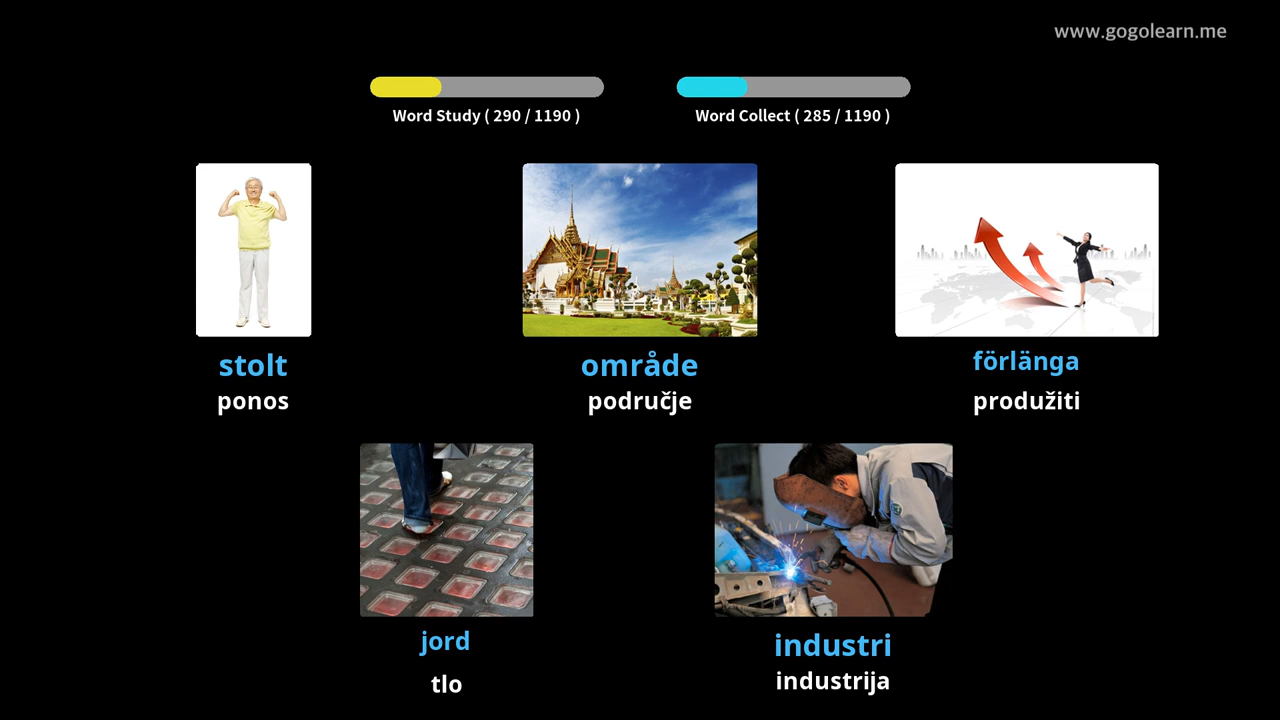 www.gogolearn.me
Word Study ( 290 / 1190 )
Word Collect ( 285 / 1190 )
stolt
ponos
område
područje
förlänga
produžiti
jord
tlo
industri
industrija